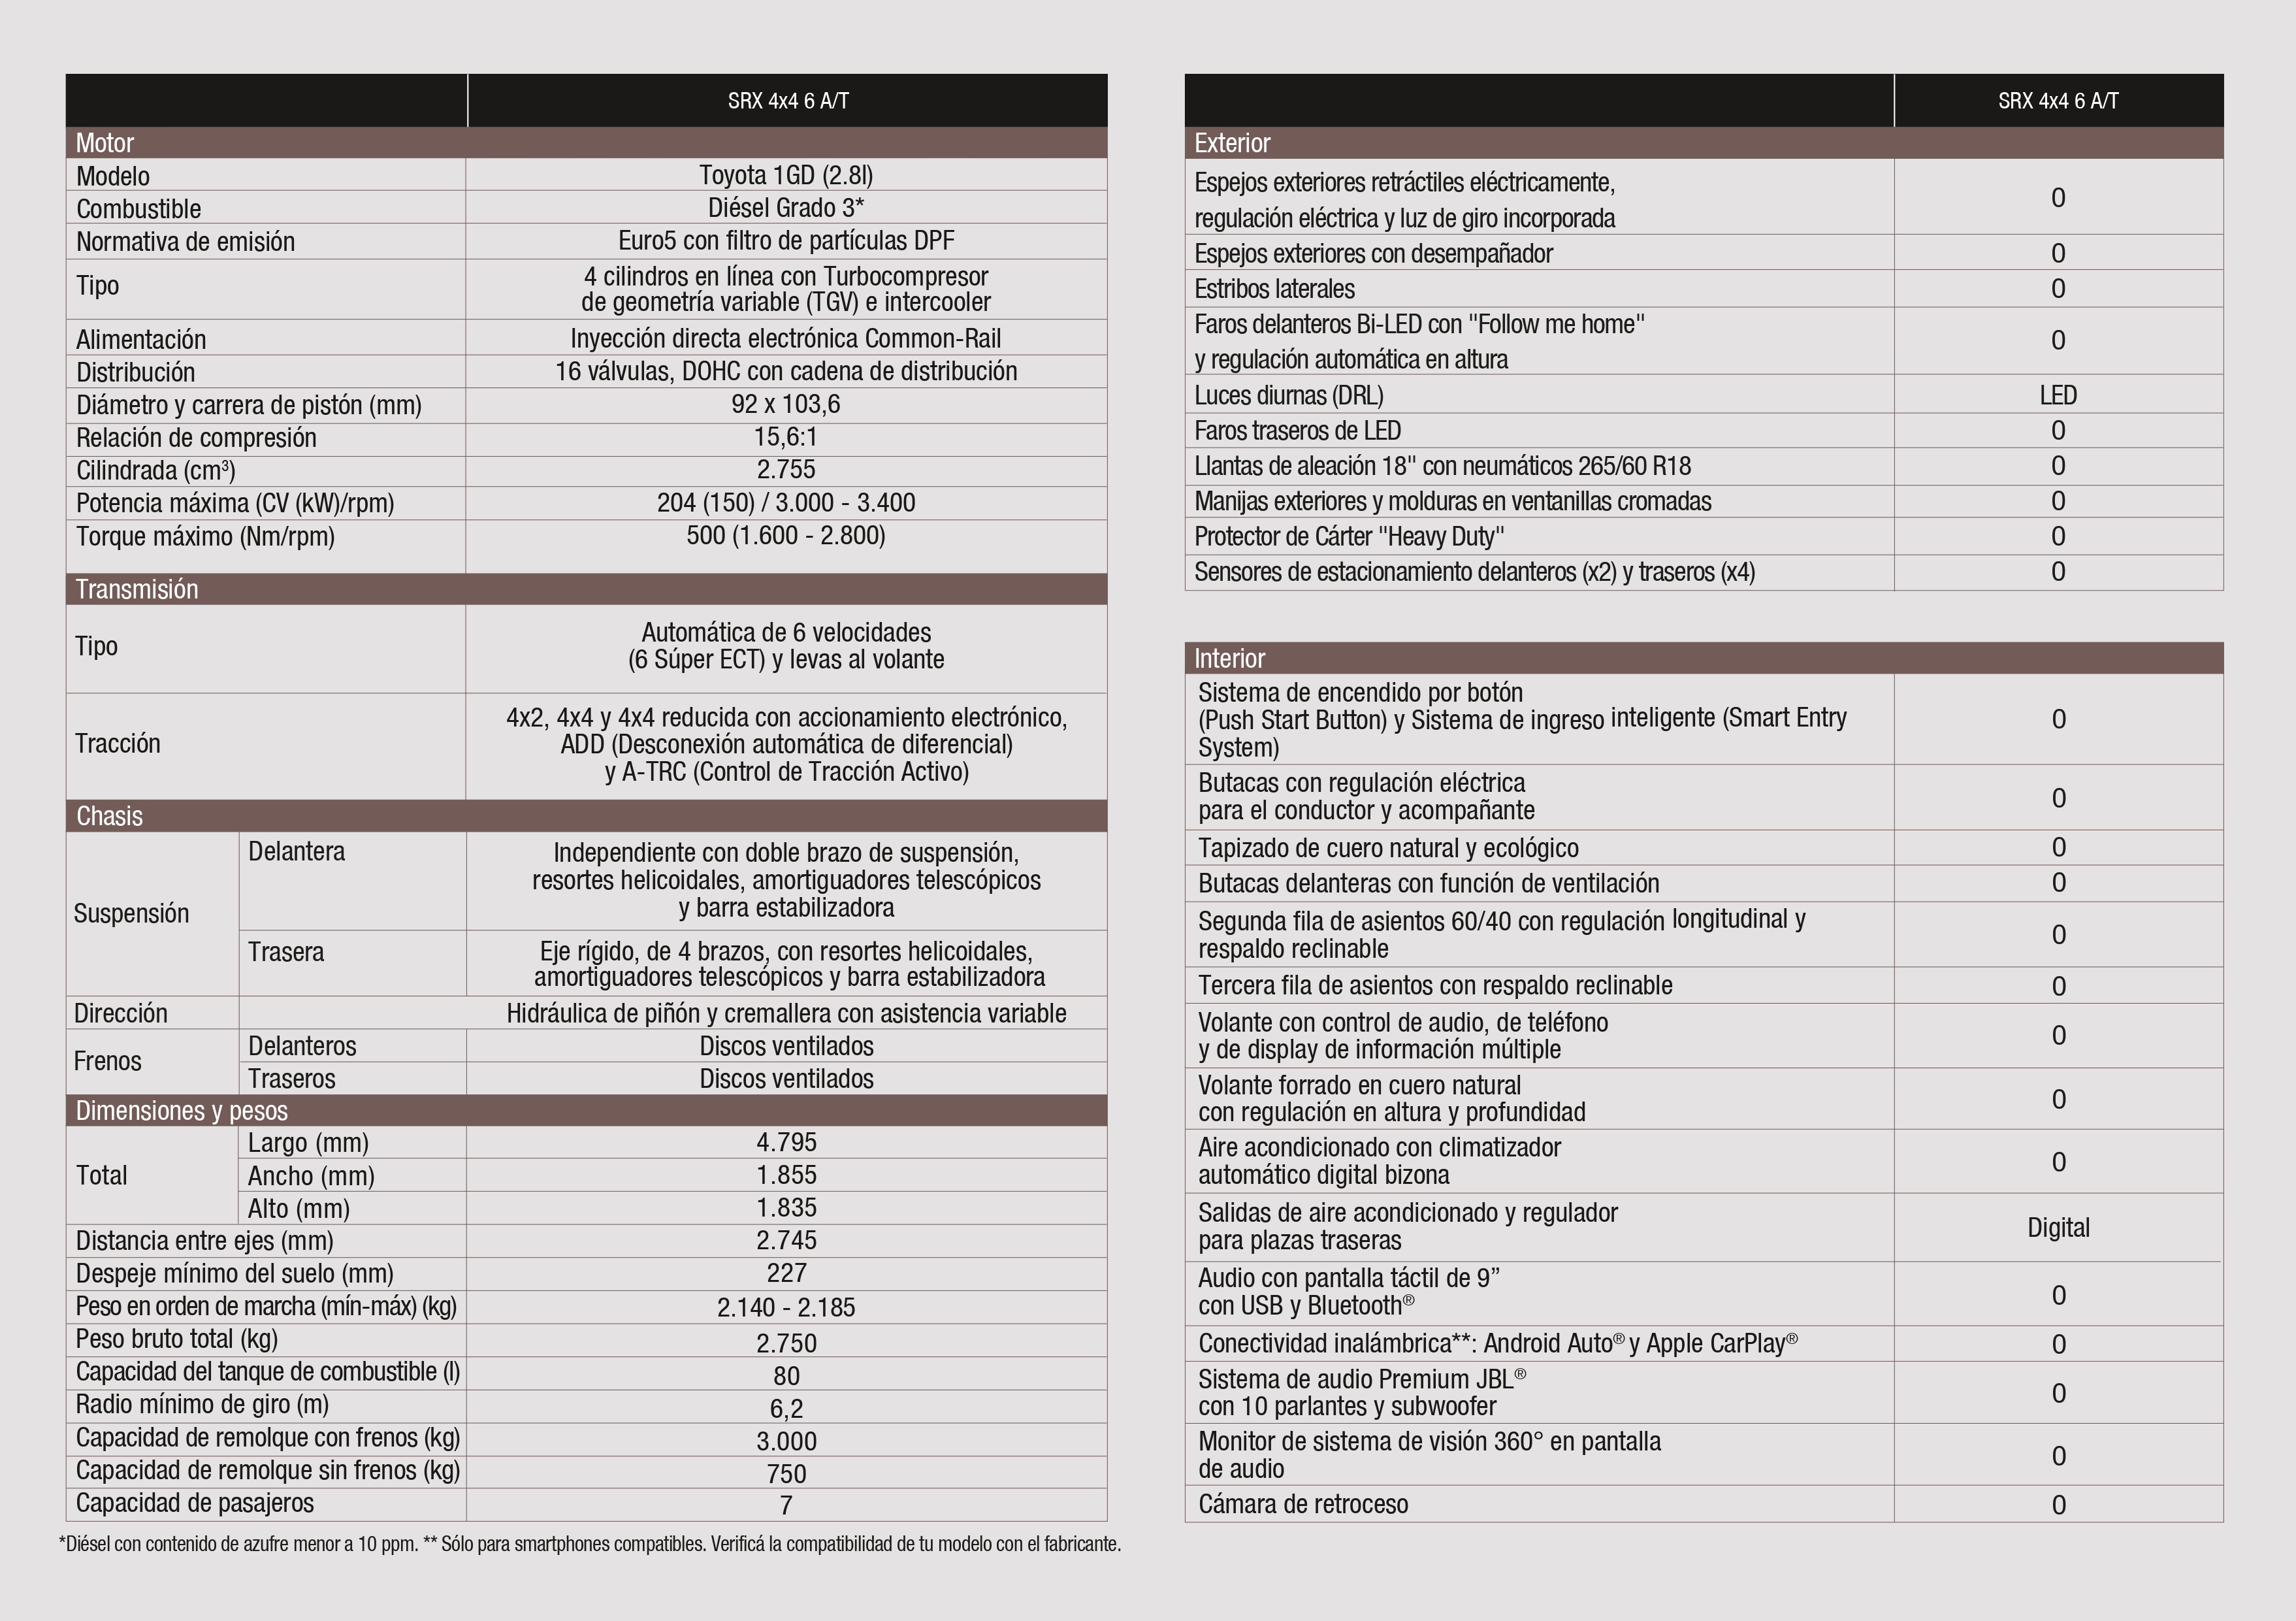 SRX 4x4 6 A/T
Motor
Modelo Toyota 1GD (2.8l)
Combustible Diésel Grado 3*
Normativa de emisión Euro5 con filtro de partículas DPF
Tipo 4 cilindros en línea con Turbocompresor
de geometría variable (TGV) e intercooler
Alimentación Inyección directa electrónica Common-Rail
Distribución 16 válvulas, DOHC con cadena de distribución
Diámetro y carrera de pistón (mm) 92 x 103,6
Relación de compresión 15,6:1
Cilindrada (cm³) 2.755
Potencia máxima (CV (kW)/rpm) 204 (150) / 3.000 - 3.400
Torque máximo (Nm/rpm) 500 (1.600 - 2.800)
Transmisión
Tipo Automática de 6 velocidades
(6 Súper ECT) y levas al volante
Tracción 4x2, 4x4 y 4x4 reducida con accionamiento electrónico,
ADD (Desconexión automática de diferencial)
y A-TRC (Control de Tracción Activo)
Chasis
Suspensión Delantera Independiente con doble brazo de suspensión,
resortes helicoidales, amortiguadores telescópicos
y barra estabilizadora
Trasera Eje rígido, de 4 brazos, con resortes helicoidales,
amortiguadores telescópicos y barra estabilizadora
Dirección Hidráulica de piñón y cremallera con asistencia variable
Frenos Delanteros Discos ventilados
Traseros Discos ventilados
Dimensiones y pesos
Total Largo (mm) 4.795
Ancho (mm) 1.855
Alto (mm) 1.835
Distancia entre ejes (mm) 2.745
Despeje mínimo del suelo (mm) 227
Peso en orden de marcha (mín-máx) (kg) 2.140 - 2.185
Peso bruto total (kg) 2.750
Capacidad del tanque de combustible (l) 80
Radio mínimo de giro (m) 6,2
Capacidad de remolque con frenos (kg) 3.000
Capacidad de remolque sin frenos (kg) 750
Capacidad de pasajeros 7
*Diésel con contenido de azufre menor a 10 ppm. ** Sólo para smartphones compatibles. Verificá la compatibilidad de tu modelo con el fabricante.
SRX 4x4 6 A/T
Exterior
Espejos exteriores retráctiles eléctricamente,
regulación eléctrica y luz de giro incorporada 0
Espejos exteriores con desempañador 0
Estribos laterales 0
Faros delanteros Bi-LED con "Follow me home"
y regulación automática en altura 0
Luces diurnas (DRL) LED
Faros traseros de LED 0
Llantas de aleación 18" con neumáticos 265/60 R18 0
Manijas exteriores y molduras en ventanillas cromadas 0
Protector de Cárter "Heavy Duty" 0
Sensores de estacionamiento delanteros (x2) y traseros (x4) 0
Interior
Sistema de encendido por botón
(Push Start Button) y Sistema de ingreso inteligente (Smart Entry 0
System)
Butacas con regulación eléctrica
para el conductor y acompañante 0
Tapizado de cuero natural y ecológico 0
Butacas delanteras con función de ventilación 0
Segunda fila de asientos 60/40 con regulación longitudinal y
respaldo reclinable 0
Tercera fila de asientos con respaldo reclinable 0
Volante con control de audio, de teléfono
y de display de información múltiple 0
Volante forrado en cuero natural
con regulación en altura y profundidad 0
Aire acondicionado con climatizador
automático digital bizona 0
Salidas de aire acondicionado y regulador
para plazas traseras Digital
Audio con pantalla táctil de 9”
con USB y Bluetooth® 0
Conectividad inalámbrica**: Android Auto® y Apple CarPlay® 0
Sistema de audio Premium JBL®
con 10 parlantes y subwoofer 0
Monitor de sistema de visión 360° en pantalla
de audio 0
Cámara de retroceso 0